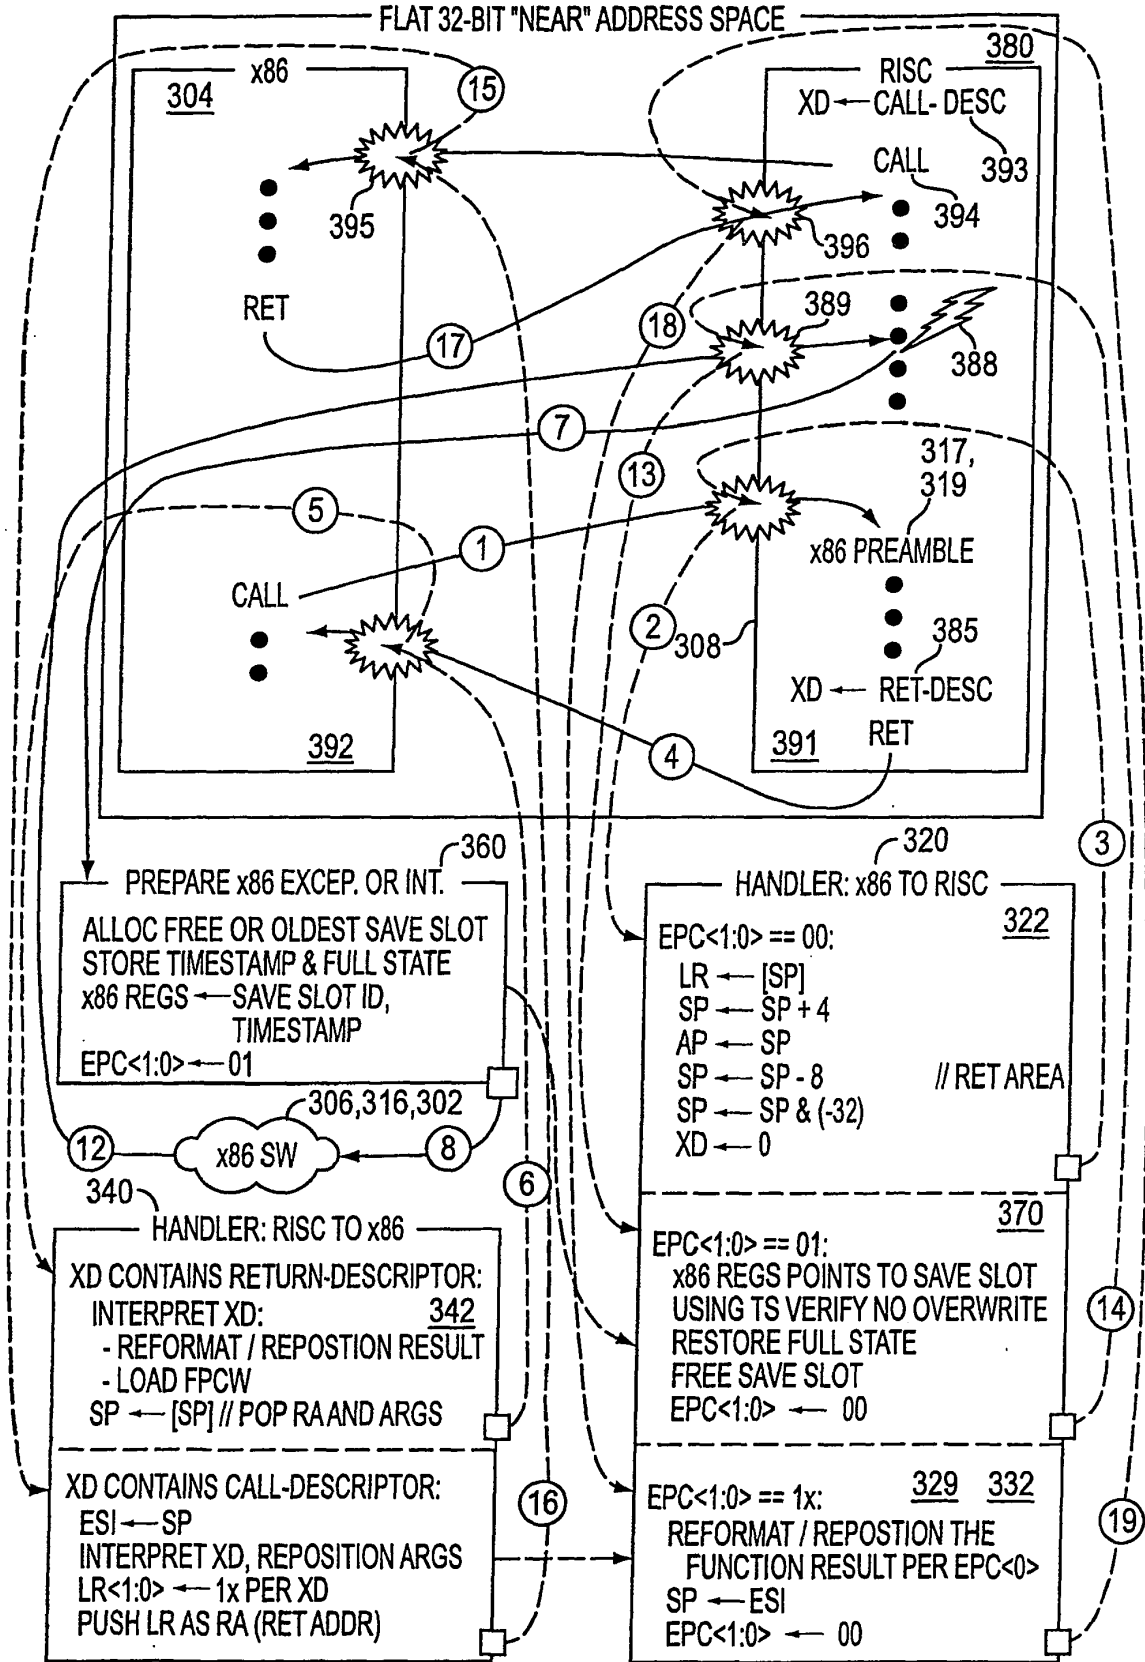 FLAT 32-BIT "NEAR" ADDRESS SPACE
380
x86
304
15
RISC
XD ← CALL- DESC
393
CALL
394
395
396
RET
17
18
389
388
7
13
317,
319
5
1
x86 PREAMBLE
CALL
2
308
385
XD ← RET-DESC
RET
392
391
4
3
360
PREPARE x86 EXCEP. OR INT.
ALLOC FREE OR OLDEST SAVE SLOT
STORE TIMESTAMP & FULL STATE
x86 REGS ← SAVE SLOT ID,
TIMESTAMP
EPC<1:0> ← 01
306,316,302
12
x86 SW
8
6
320
HANDLER: x86 TO RISC
322
EPC<1:0> == 00:
LR ← [SP]
SP ← SP + 4
AP ← SP
SP ← SP - 8 // RET AREA
SP ← SP & (-32)
XD ← 0
340
HANDLER: RISC TO x86
XD CONTAINS RETURN-DESCRIPTOR:
INTERPRET XD: 342
- REFORMAT / REPOSTION RESULT
- LOAD FPCW
SP ← [SP] // POP RA AND ARGS
XD CONTAINS CALL-DESCRIPTOR:
ESI ← SP
INTERPRET XD, REPOSITION ARGS
LR<1:0> ← 1x PER XD
PUSH LR AS RA (RET ADDR)
16
370
EPC<1:0> == 01:
x86 REGS POINTS TO SAVE SLOT
USING TS VERIFY NO OVERWRITE
RESTORE FULL STATE
FREE SAVE SLOT
EPC<1:0> ← 00
14
EPC<1:0> == 1x: 329 332
REFORMAT / REPOSTION THE
FUNCTION RESULT PER EPC<0>
SP ← ESI
EPC<1:0> ← 00
19